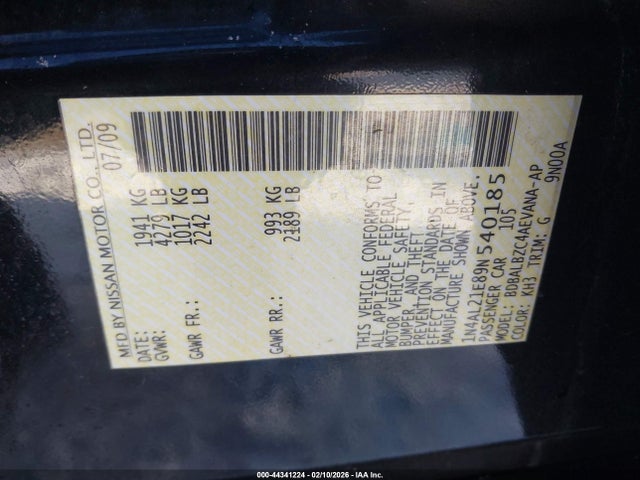 MFD BY NISSAN MOTOR CO., LTD.
DATE: 07/09
GVWR: 1941 KG
4279 LB
GAWR FR.: 1017 KG
2242 LB
GAWR RR.: 993 KG
2189 LB
THIS VEHICLE CONFORMS TO
ALL APPLICABLE FEDERAL
MOTOR VEHICLE SAFETY,
BUMPER, AND THEFT
PREVENTION STANDARDS IN
EFFECT ON THE DATE OF
MANUFACTURE SHOWN ABOVE.
1N4AL21E89N540185
PASSENGER CAR 105
MODEL: BDBALBZC4AEVANA-AP
COLOR: KH3 TRIM: G 9N00A
000-44341224 - 02/10/2026 - IAA Inc.